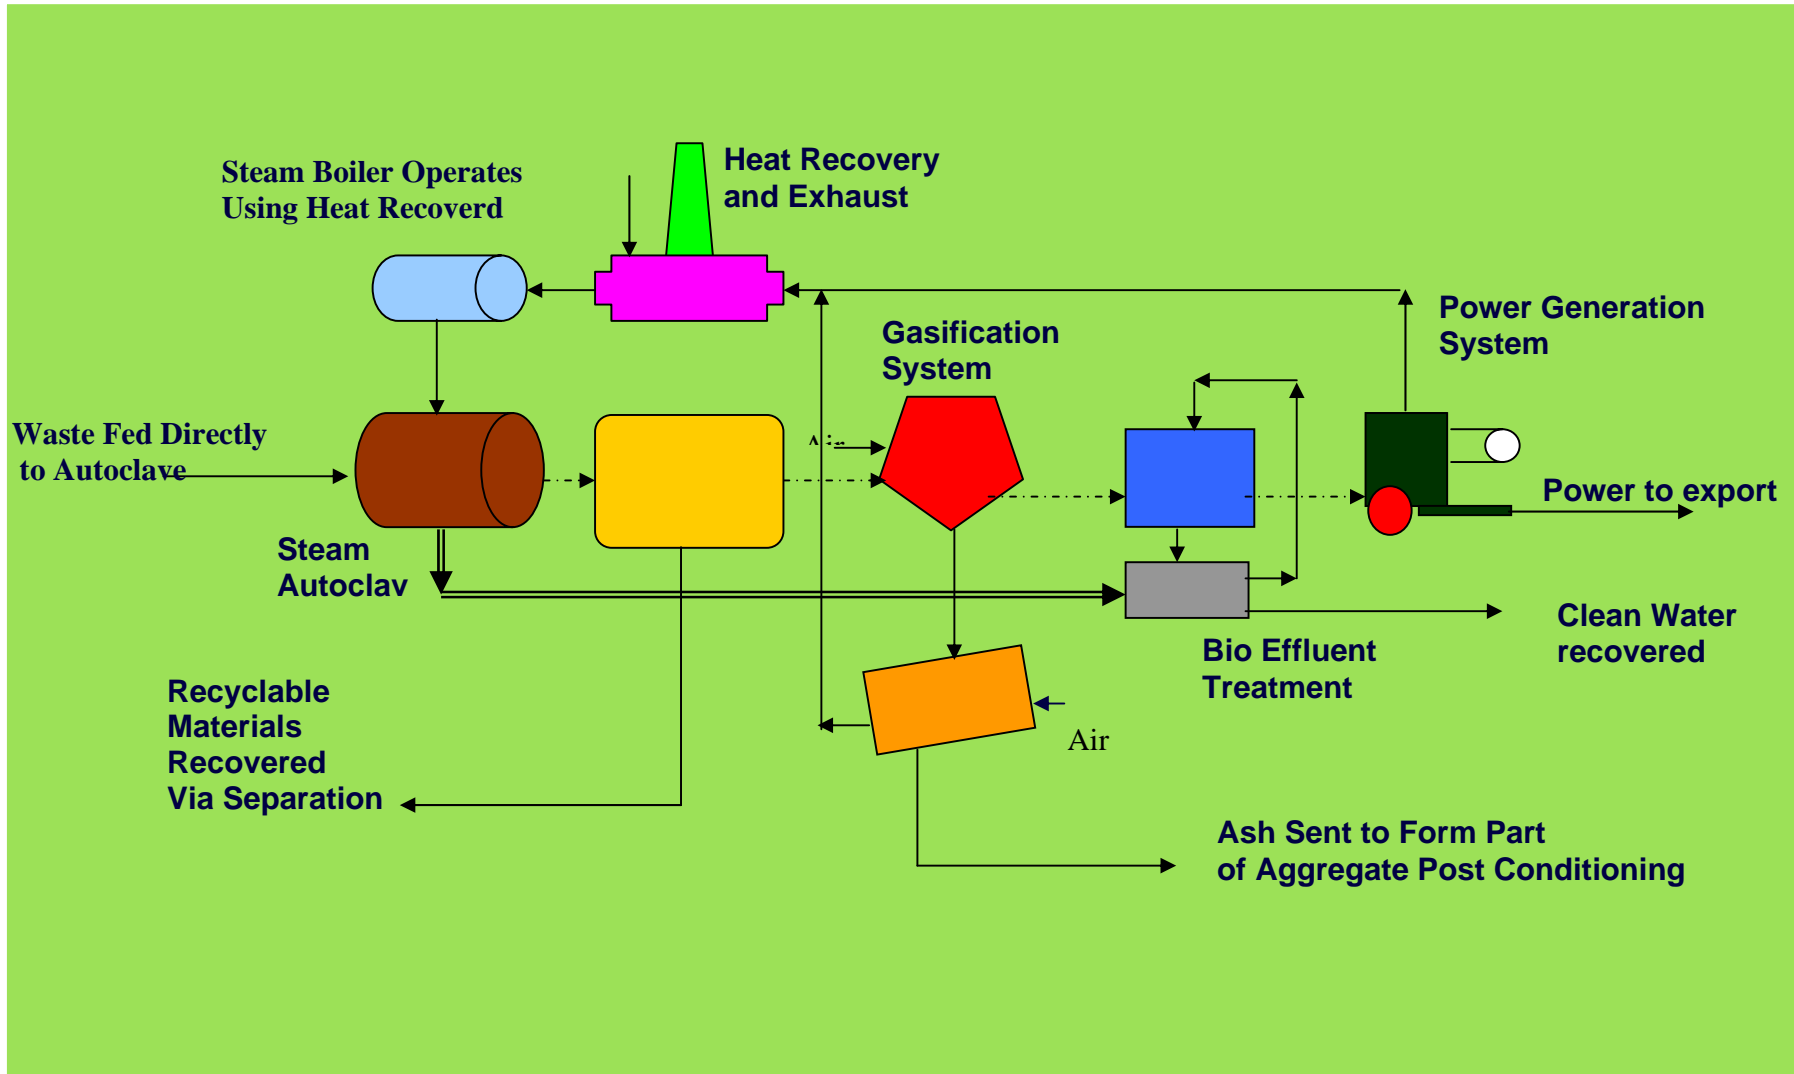 Steam Boiler Operates
Using Heat Recoverd
Heat Recovery
and Exhaust
Gasification
System
Power Generation
System
Waste Fed Directly
to Autoclave
Power to export
Steam
Autoclav
Clean Water
recovered
Bio Effluent
Treatment
Recyclable
Materials
Recovered
Via Separation
Air
Ash Sent to Form Part
of Aggregate Post Conditioning